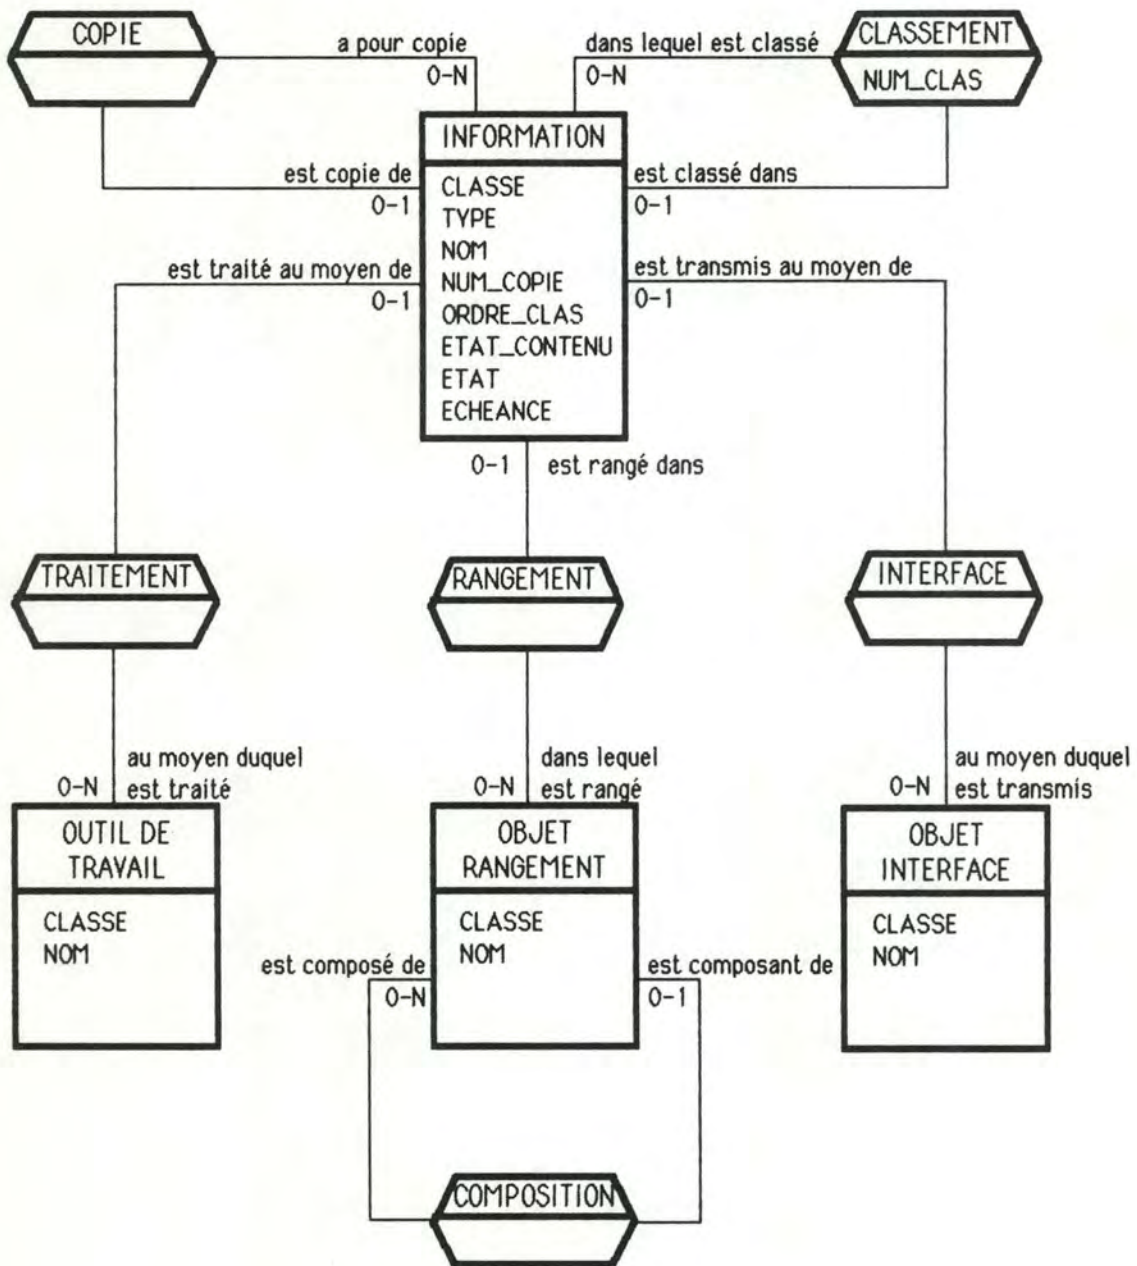 COPIE
a pour copie
0-N
dans lequel est classé
0-N
CLASSEMENT
NUM_CLAS
INFORMATION
CLASSE
TYPE
NOM
NUM_COPIE
ORDRE_CLAS
ETAT_CONTENU
ETAT
ECHEANCE
est copie de
0-1
est classé dans
0-1
est traité au moyen de
0-1
est transmis au moyen de
0-1
0-1 est rangé dans
TRAITEMENT
RANGEMENT
INTERFACE
au moyen duquel
0-N est traité
dans lequel
0-N est rangé
au moyen duquel
0-N est transmis
OUTIL DE
TRAVAIL
CLASSE
NOM
OBJET
RANGEMENT
CLASSE
NOM
OBJET
INTERFACE
CLASSE
NOM
est composé de
0-N
est composant de
0-1
COMPOSITION